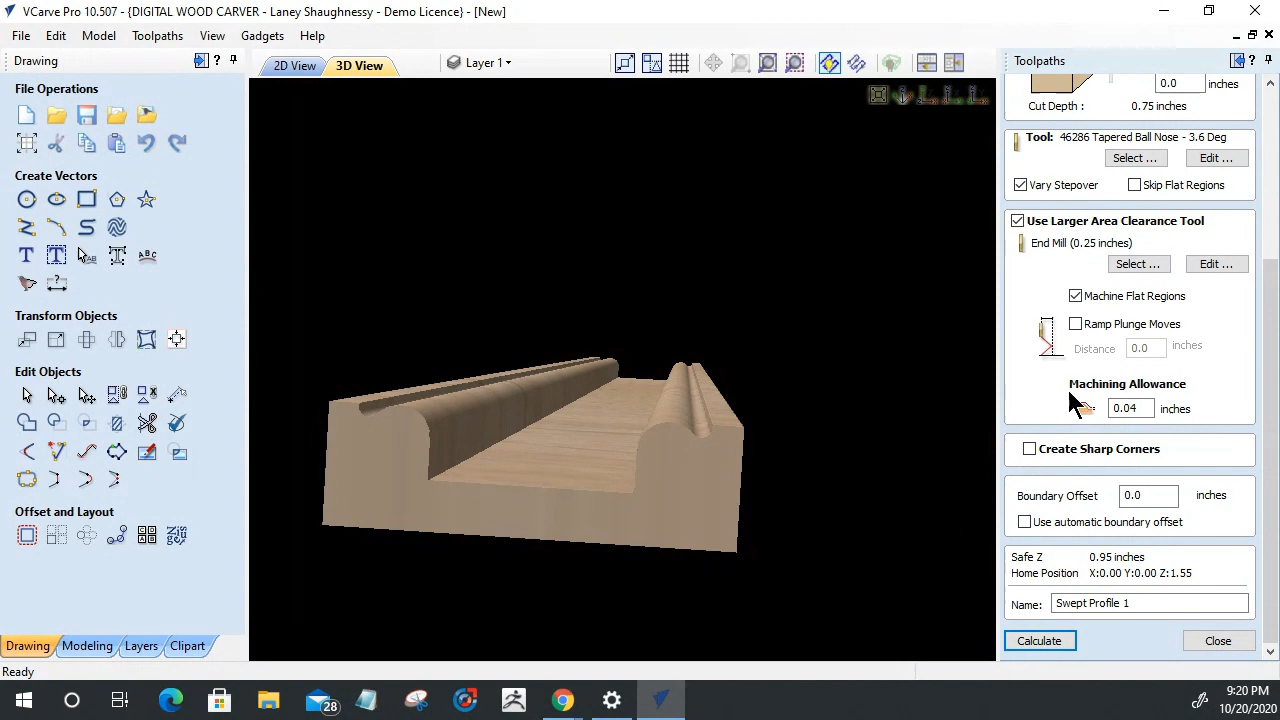 VCarve Pro 10.507 - {DIGITAL WOOD CARVER - Laney Shaughnessy - Demo Licence} - [New]
File Edit Model Toolpaths View Gadgets Help
Drawing
2D View 3D View Layer 1
Toolpaths
File Operations
Create Vectors
Transform Objects
Edit Objects
Offset and Layout
0.0 inches
Cut Depth : 0.75 inches
Tool: 46286 Tapered Ball Nose - 3.6 Deg
Select ... Edit ...
Vary Stepover Skip Flat Regions
Use Larger Area Clearance Tool
End Mill (0.25 inches)
Select ... Edit ...
Machine Flat Regions
Ramp Plunge Moves
Distance 0.0 inches
Machining Allowance
0.04 inches
Create Sharp Corners
Boundary Offset 0.0 inches
Use automatic boundary offset
Safe Z 0.95 inches
Home Position X:0.00 Y:0.00 Z:1.55
Name: Swept Profile 1
Calculate Close
Drawing Modeling Layers Clipart
Ready
28
9:20 PM
10/20/2020